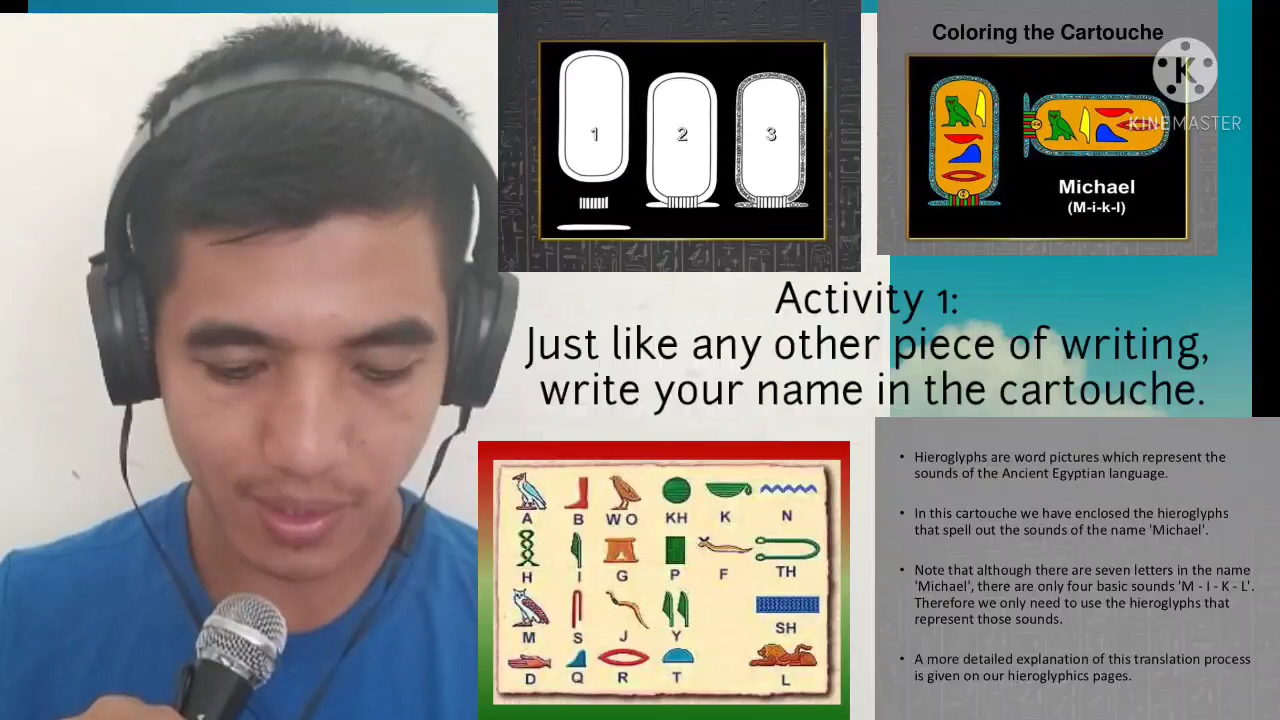 1
2
3
Coloring the Cartouche
K
KINEMASTER
Michael
(M-i-k-l)
Activity 1:
Just like any other piece of writing,
write your name in the cartouche.
A B WO KH K N
H I G P F TH
M S J Y SH
D Q R T L
• Hieroglyphs are word pictures which represent the
sounds of the Ancient Egyptian language.
• In this cartouche we have enclosed the hieroglyphs
that spell out the sounds of the name 'Michael'.
• Note that although there are seven letters in the name
'Michael', there are only four basic sounds 'M - I - K - L'.
Therefore we only need to use the hieroglyphs that
represent those sounds.
• A more detailed explanation of this translation process
is given on our hieroglyphics pages.